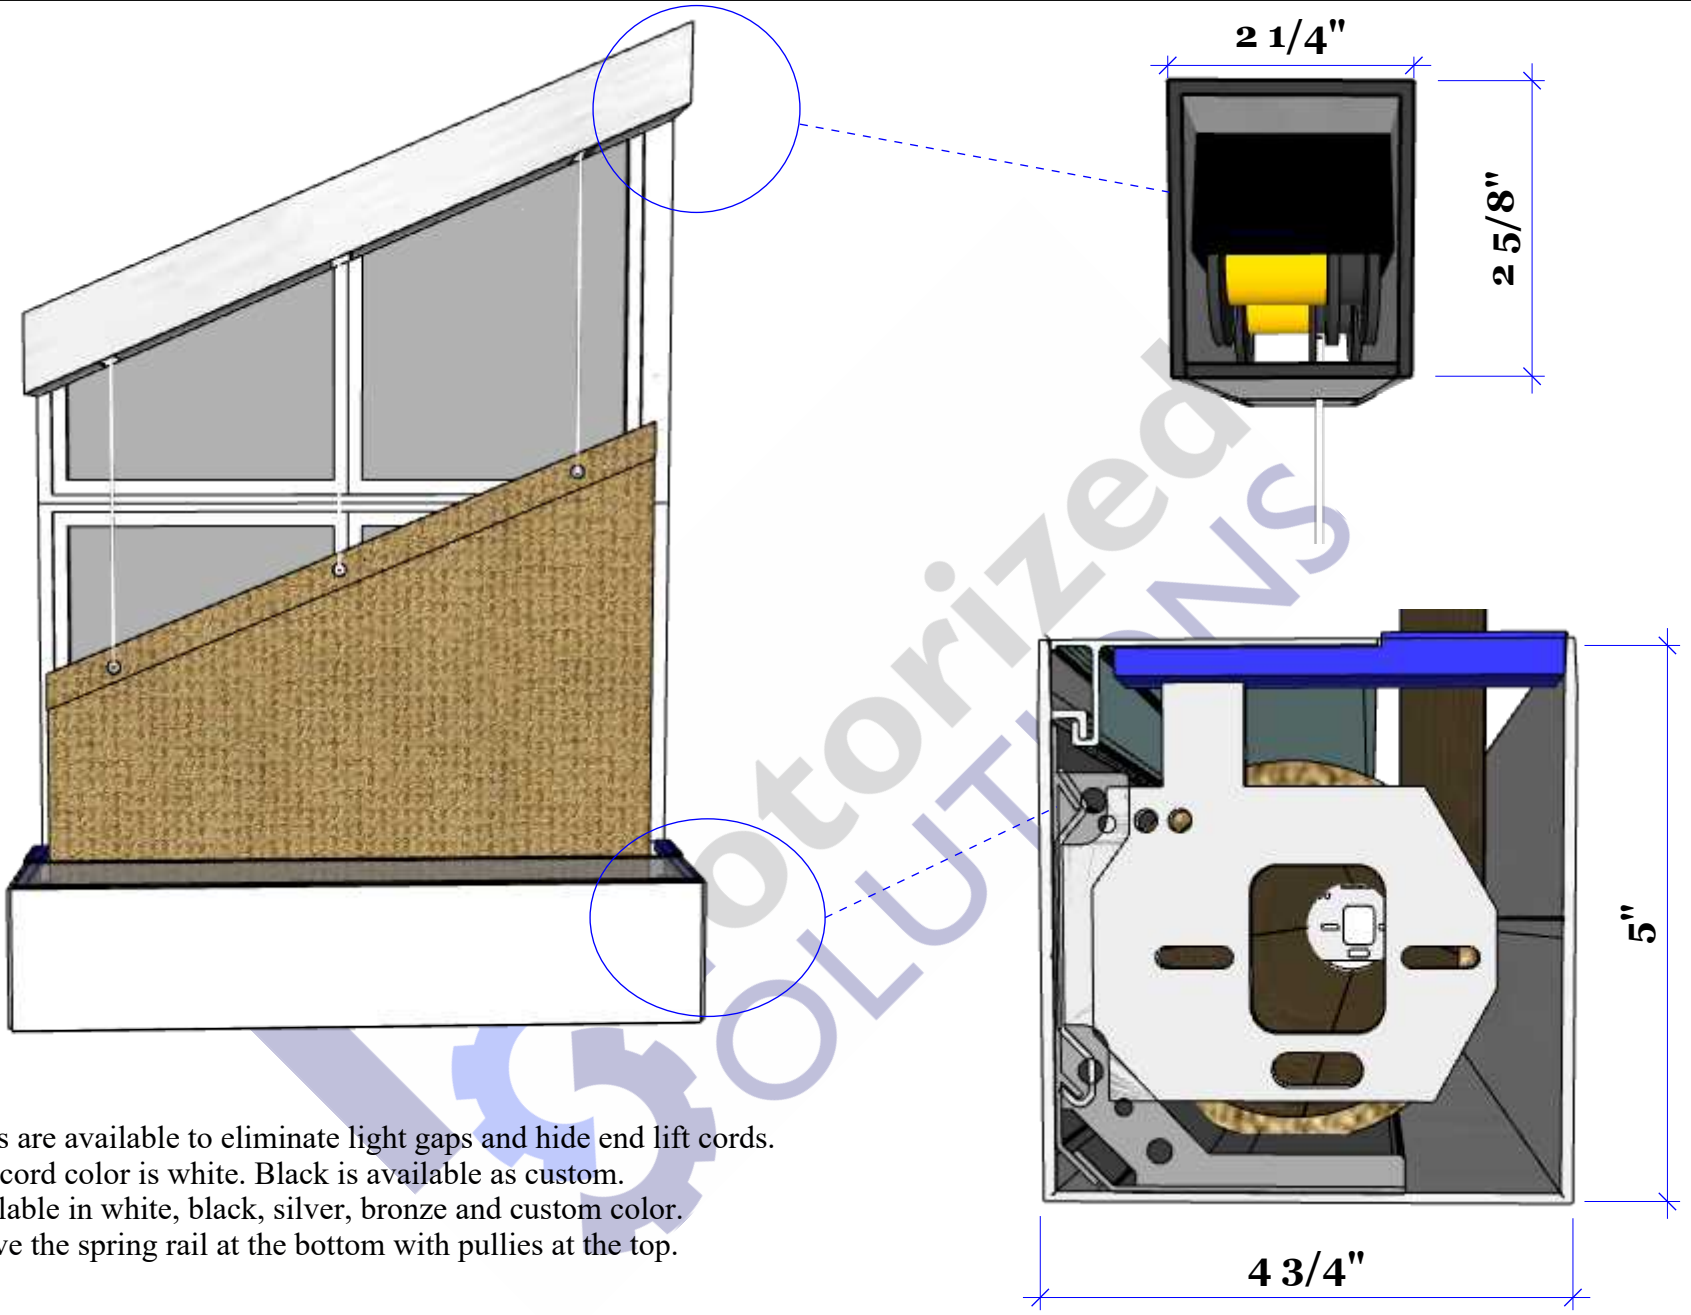 2 1/4"
2 5/8"
5"
4 3/4"
otorized
SOLUTIONS
s are available to eliminate light gaps and hide end lift cords.
cord color is white. Black is available as custom.
lable in white, black, silver, bronze and custom color.
ve the spring rail at the bottom with pullies at the top.